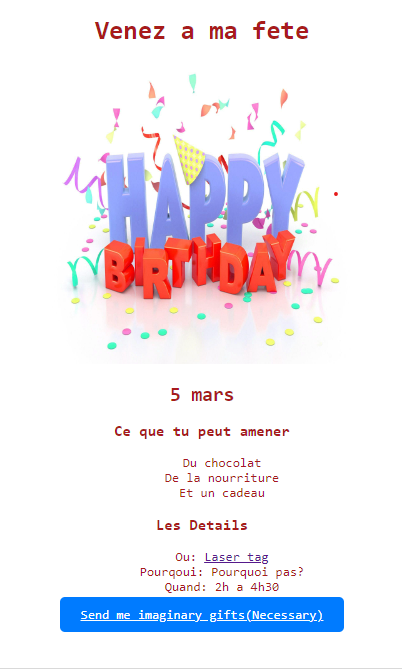 Venez a ma fete
HAPPY
BIRTHDAY
5 mars
Ce que tu peut amener
Du chocolat
De la nourriture
Et un cadeau
Les Details
Ou: Laser tag
Pourqoui: Pourquoi pas?
Quand: 2h a 4h30
Send me imaginary gifts(Necessary)